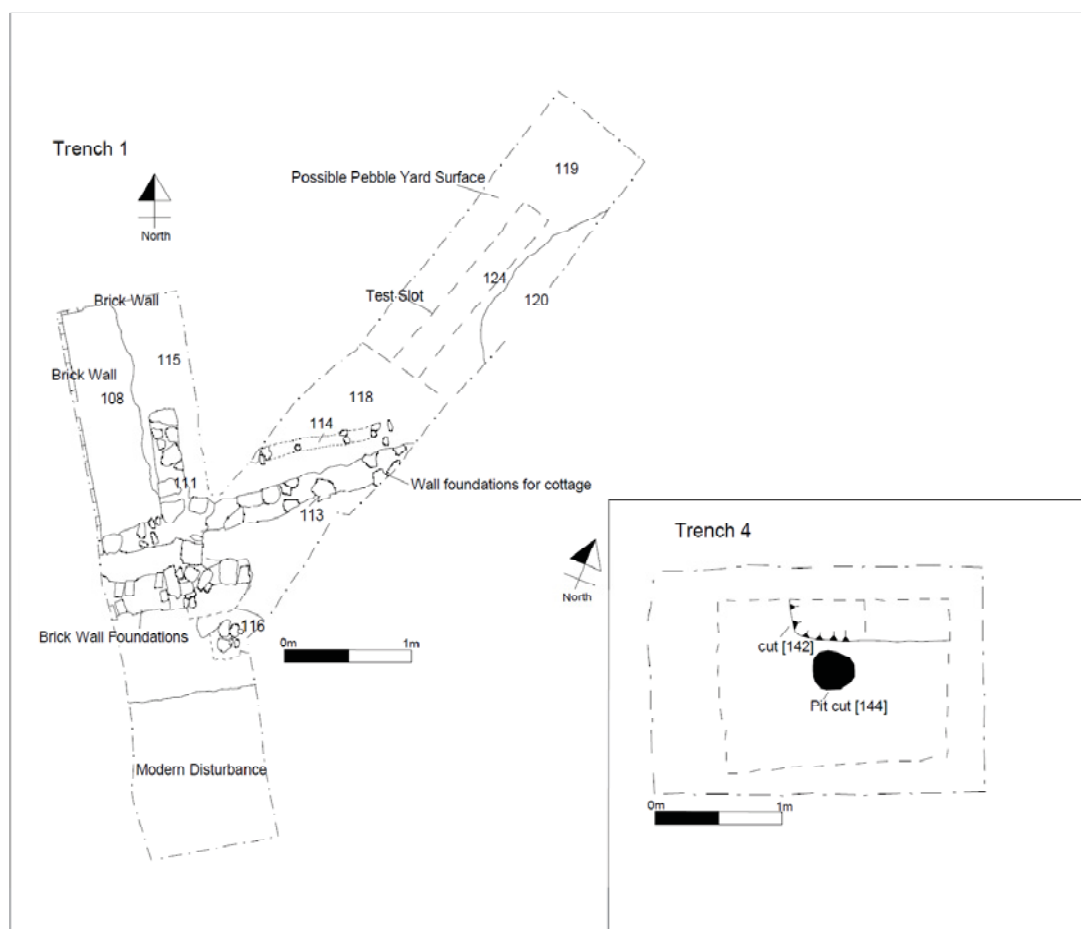 Trench 1
North
Possible Pebble Yard Surface
119
124
Test Slot
120
Brick Wall
115
Brick Wall
108
118
114
111
Wall foundations for cottage
113
Brick Wall Foundations
116
0m
1m
Modern Disturbance
Trench 4
North
cut [142]
Pit cut [144]
0m
1m